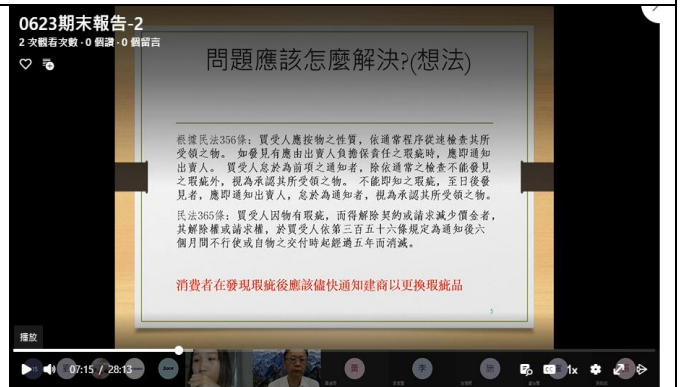 0623期末報告-2
2 次觀看次數 · 0 個讚 · 0 個留言
問題應該怎麼解決?(想法)
根據民法356條：買受人應按物之性質，依通常程序從速檢查其所
受領之物。 如發見有應由出賣人負擔保責任之瑕疵時，應即通知
出賣人。 買受人怠於為前項之通知者，除依通常之檢查不能發見
之瑕疵外，視為承認其所受領之物。 不能即知之瑕疵，至日後發
見者，應即通知出賣人，怠於為通知者，視為承認其所受領之物。
民法365條：買受人因物有瑕疵，而得解除契約或請求減少價金者，
其解除權或請求權，於買受人依第三百五十六條規定為通知後六
個月間不行使或自物之交付時起經過五年而消滅。
消費者在發現瑕疵後應該儘快通知建商以更換瑕疵品
5
播放
07:15 / 28:13
李
施
1x